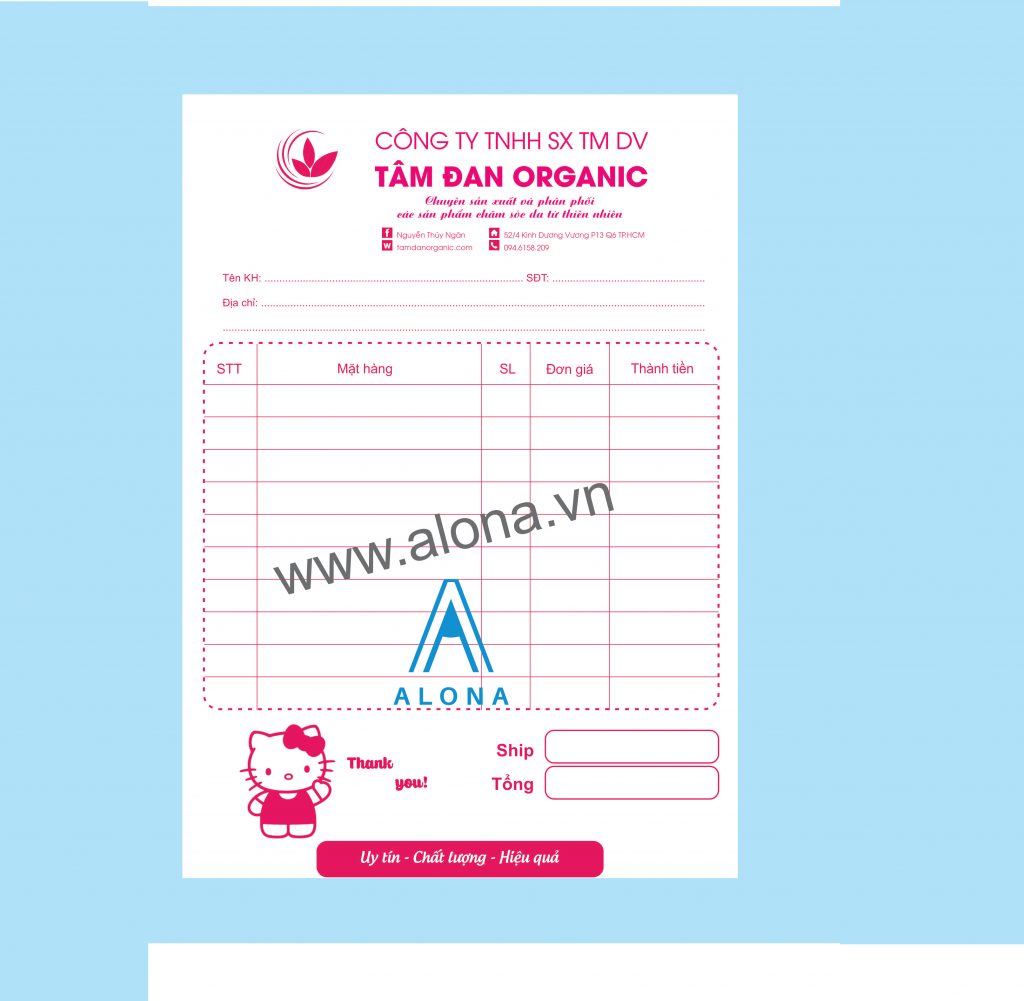 CÔNG TY TNHH SX TM DV
TÂM ĐAN ORGANIC
Chuyên sản xuất và phân phối
các sản phẩm chăm sóc da từ thiên nhiên
f Nguyễn Thúy Ngân 52/4 Kinh Dương Vương P13 Q6 TP.HCM
W tamdanorganic.com 094.6158.209
Tên KH: SĐT:
Địa chỉ:
STT Mặt hàng SL Đơn giá Thành tiền
www.alona.vn
ALONA
Thank
you!
Ship
Tổng
Uy tín - Chất lượng - Hiệu quả